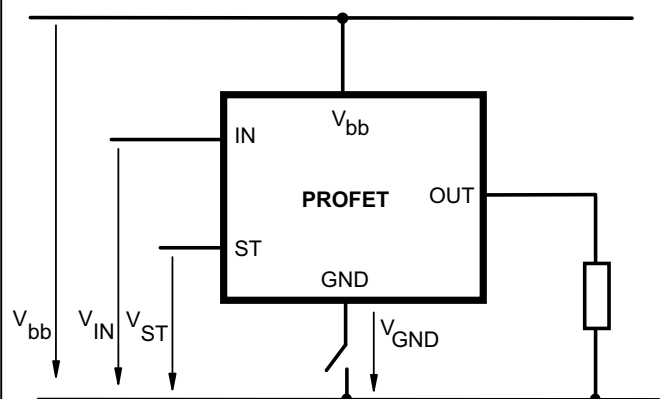 Vbb
IN
PROFET
OUT
ST
GND
Vbb
VIN
VST
VGND